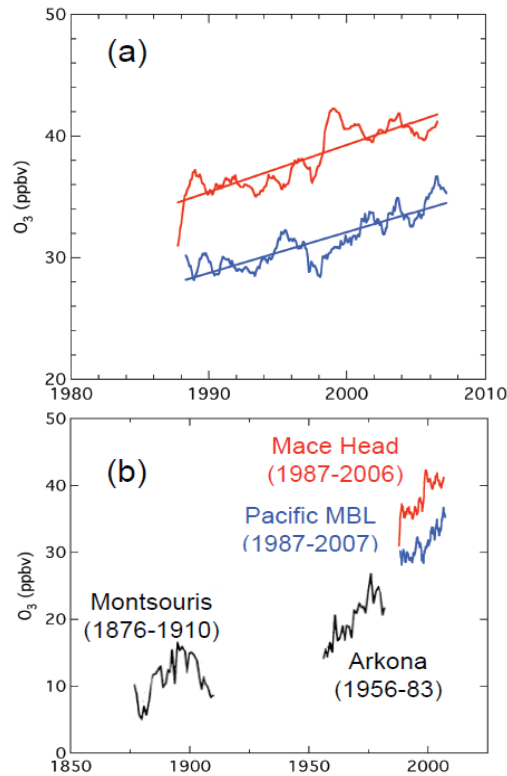 50
(a)
40
O3 (ppbv)
30
20
1980
1990
2000
2010
50
(b)
Mace Head
(1987-2006)
40
Pacific MBL
(1987-2007)
30
O3 (ppbv)
20
Montsouris
(1876-1910)
Arkona
(1956-83)
10
0
1850
1900
1950
2000